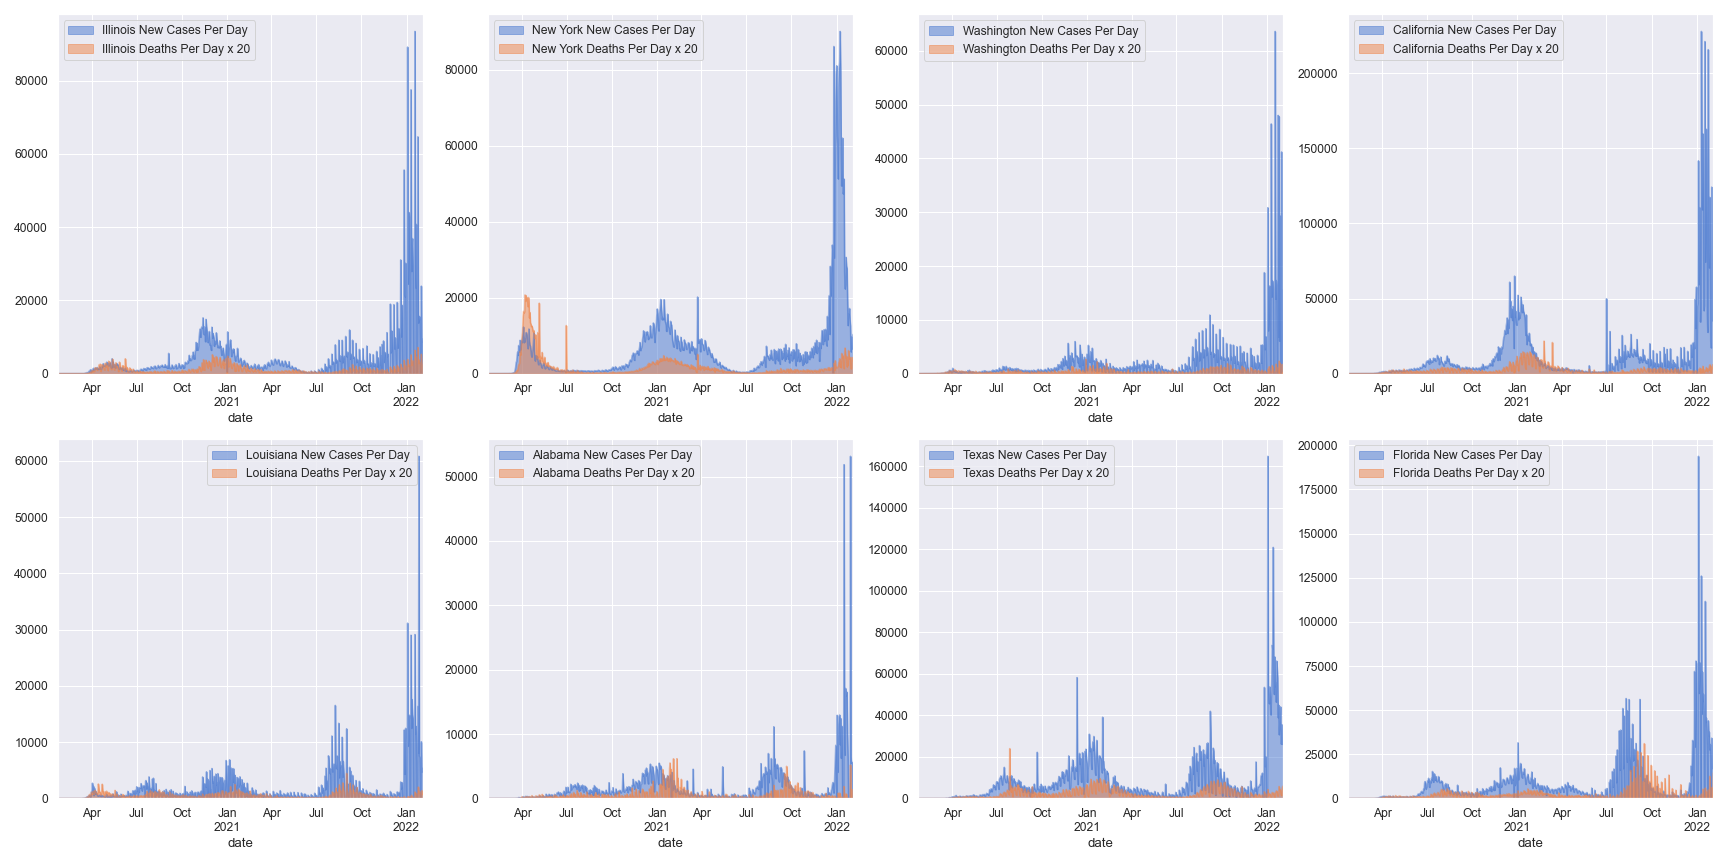 Illinois New Cases Per Day
Illinois Deaths Per Day x 20
80000
60000
40000
20000
0
Apr Jul Oct Jan Apr Jul Oct Jan
2021 2022
date
New York New Cases Per Day
New York Deaths Per Day x 20
80000
60000
40000
20000
0
Apr Jul Oct Jan Apr Jul Oct Jan
2021 2022
date
Washington New Cases Per Day
Washington Deaths Per Day x 20
60000
50000
40000
30000
20000
10000
0
Apr Jul Oct Jan Apr Jul Oct Jan
2021 2022
date
California New Cases Per Day
California Deaths Per Day x 20
200000
150000
100000
50000
0
Apr Jul Oct Jan Apr Jul Oct Jan
2021 2022
date
Louisiana New Cases Per Day
Louisiana Deaths Per Day x 20
60000
50000
40000
30000
20000
10000
0
Apr Jul Oct Jan Apr Jul Oct Jan
2021 2022
date
Alabama New Cases Per Day
Alabama Deaths Per Day x 20
50000
40000
30000
20000
10000
0
Apr Jul Oct Jan Apr Jul Oct Jan
2021 2022
date
Texas New Cases Per Day
Texas Deaths Per Day x 20
160000
140000
120000
100000
80000
60000
40000
20000
0
Apr Jul Oct Jan Apr Jul Oct Jan
2021 2022
date
Florida New Cases Per Day
Florida Deaths Per Day x 20
200000
175000
150000
125000
100000
75000
50000
25000
0
Apr Jul Oct Jan Apr Jul Oct Jan
2021 2022
date